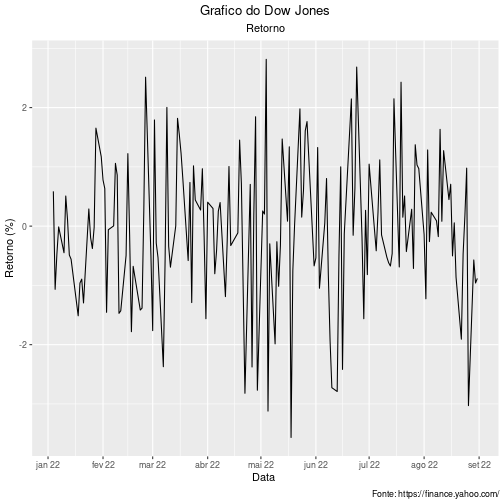 Grafico do Dow Jones
Retorno
Retorno (%)
2
0
-2
jan 22 fev 22 mar 22 abr 22 mai 22 jun 22 jul 22 ago 22 set 22
Data
Fonte: https://finance.yahoo.com/